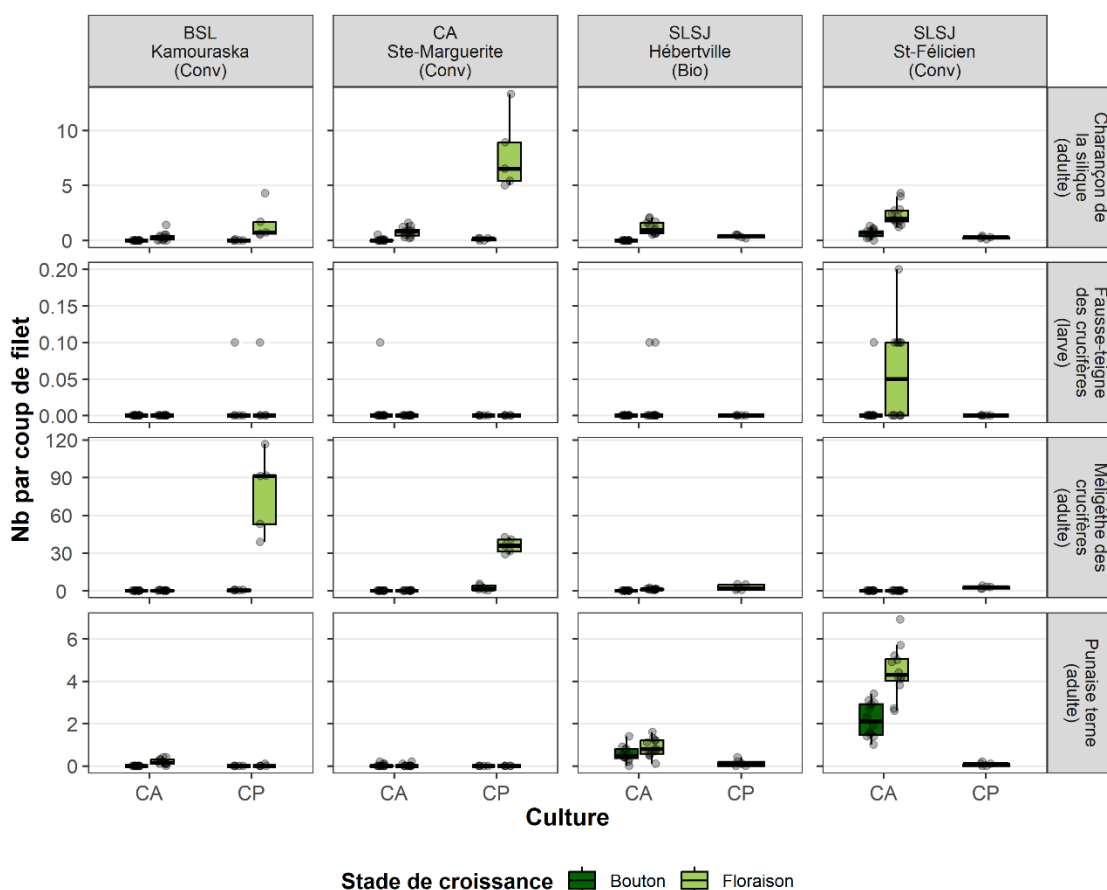 BSL
Kamouraska
(Conv)
CA
Ste-Marguerite
(Conv)
SLSJ
Hébertville
(Bio)
SLSJ
St-Félicien
(Conv)
Nb par coup de filet
10
5
0
Charançon de
la silique
(adulte)
0.20
0.15
0.10
0.05
0.00
Fausse-teigne
des crucifères
(larve)
120
90
60
30
0
Méligèthe des
crucifères
(adulte)
6
4
2
0
Punaise terne
(adulte)
CA CP CA CP CA CP CA CP
Culture
Stade de croissance Bouton Floraison